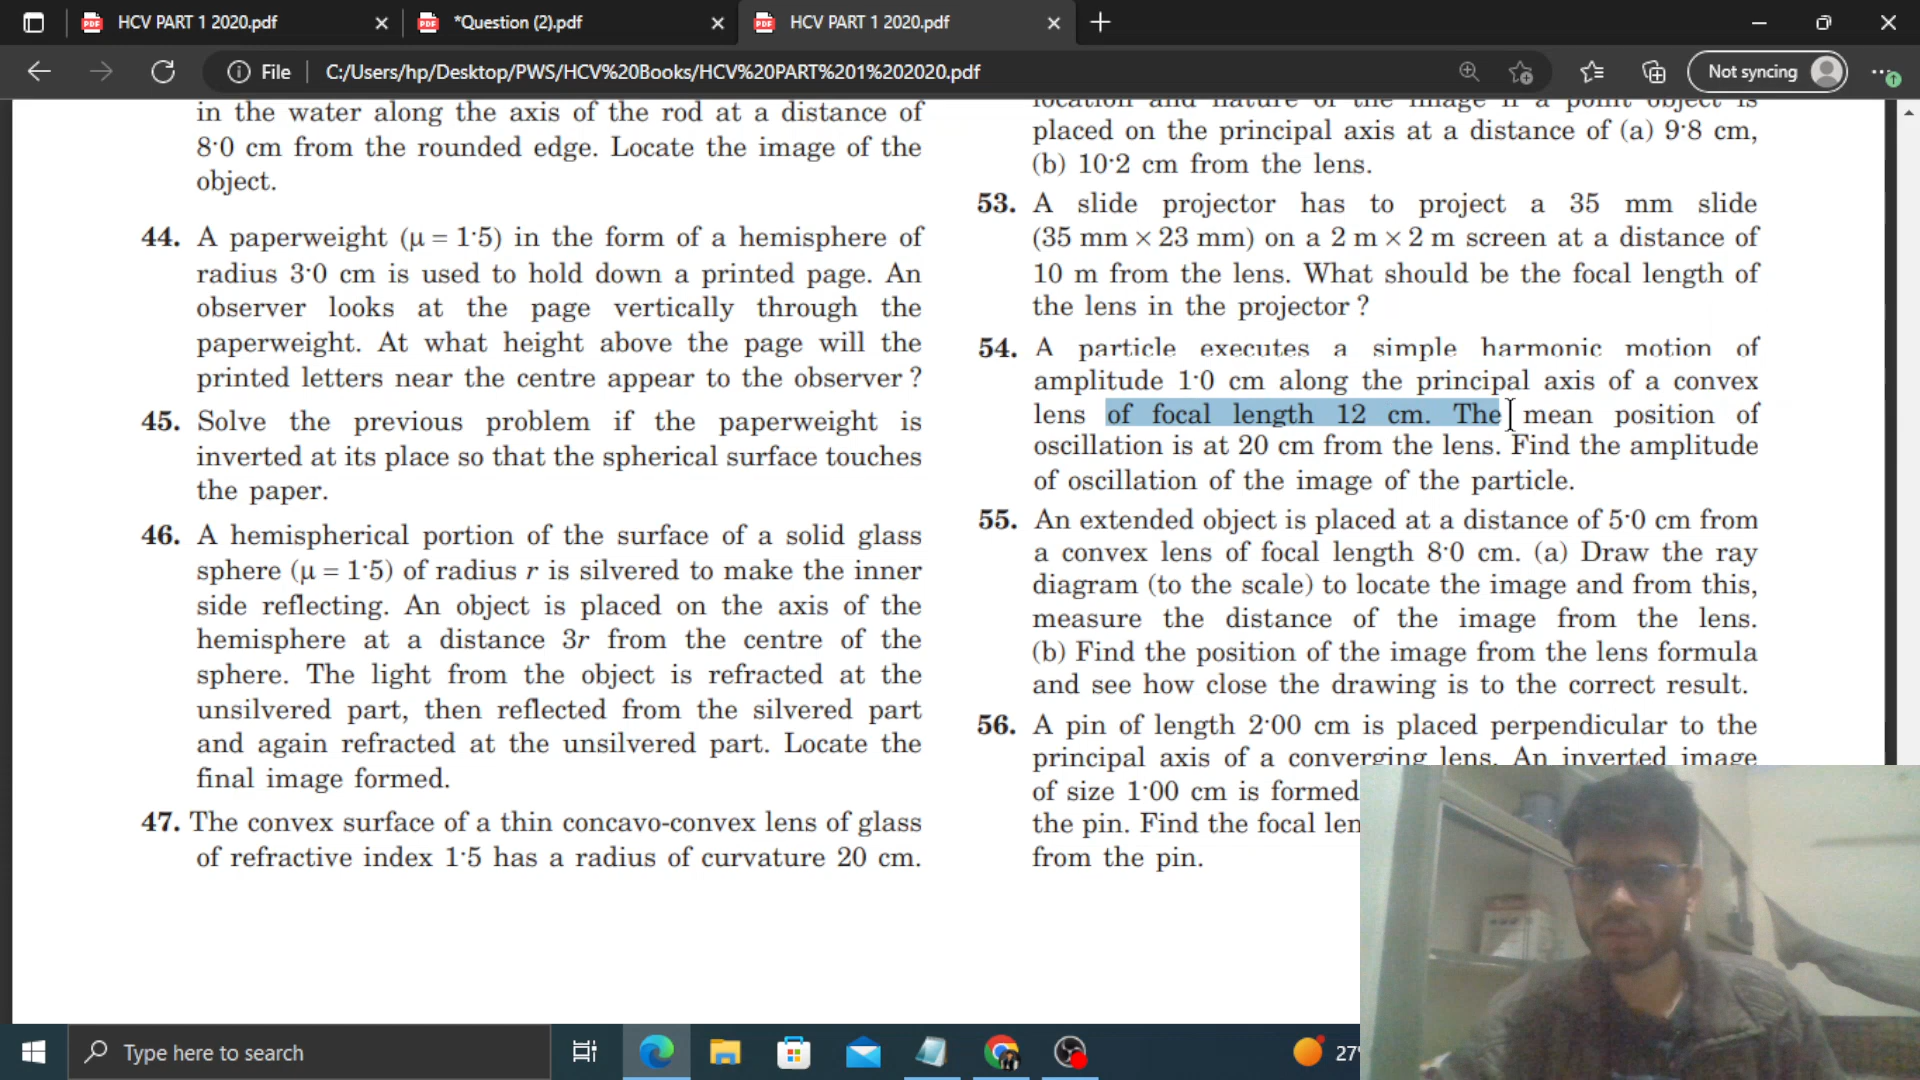 HCV PART 1 2020.pdf
*Question (2).pdf
HCV PART 1 2020.pdf
File
C:/Users/hp/Desktop/PWS/HCV%20Books/HCV%20PART%201%202020.pdf
Not syncing
in the water along the axis of the rod at a distance of
8·0 cm from the rounded edge. Locate the image of the
object.
44. A paperweight (μ = 1·5) in the form of a hemisphere of
radius 3·0 cm is used to hold down a printed page. An
observer looks at the page vertically through the
paperweight. At what height above the page will the
printed letters near the centre appear to the observer ?
45. Solve the previous problem if the paperweight is
inverted at its place so that the spherical surface touches
the paper.
46. A hemispherical portion of the surface of a solid glass
sphere (μ = 1·5) of radius r is silvered to make the inner
side reflecting. An object is placed on the axis of the
hemisphere at a distance 3r from the centre of the
sphere. The light from the object is refracted at the
unsilvered part, then reflected from the silvered part
and again refracted at the unsilvered part. Locate the
final image formed.
47. The convex surface of a thin concavo-convex lens of glass
of refractive index 1·5 has a radius of curvature 20 cm.
location and nature of the image if a point object is
placed on the principal axis at a distance of (a) 9·8 cm,
(b) 10·2 cm from the lens.
53. A slide projector has to project a 35 mm slide
(35 mm × 23 mm) on a 2 m × 2 m screen at a distance of
10 m from the lens. What should be the focal length of
the lens in the projector ?
54. A particle executes a simple harmonic motion of
amplitude 1·0 cm along the principal axis of a convex
lens of focal length 12 cm. The mean position of
oscillation is at 20 cm from the lens. Find the amplitude
of oscillation of the image of the particle.
55. An extended object is placed at a distance of 5·0 cm from
a convex lens of focal length 8·0 cm. (a) Draw the ray
diagram (to the scale) to locate the image and from this,
measure the distance of the image from the lens.
(b) Find the position of the image from the lens formula
and see how close the drawing is to the correct result.
56. A pin of length 2·00 cm is placed perpendicular to the
principal axis of a converging lens. An inverted image
of size 1·00 cm is formed
the pin. Find the focal len
from the pin.
Type here to search
27°